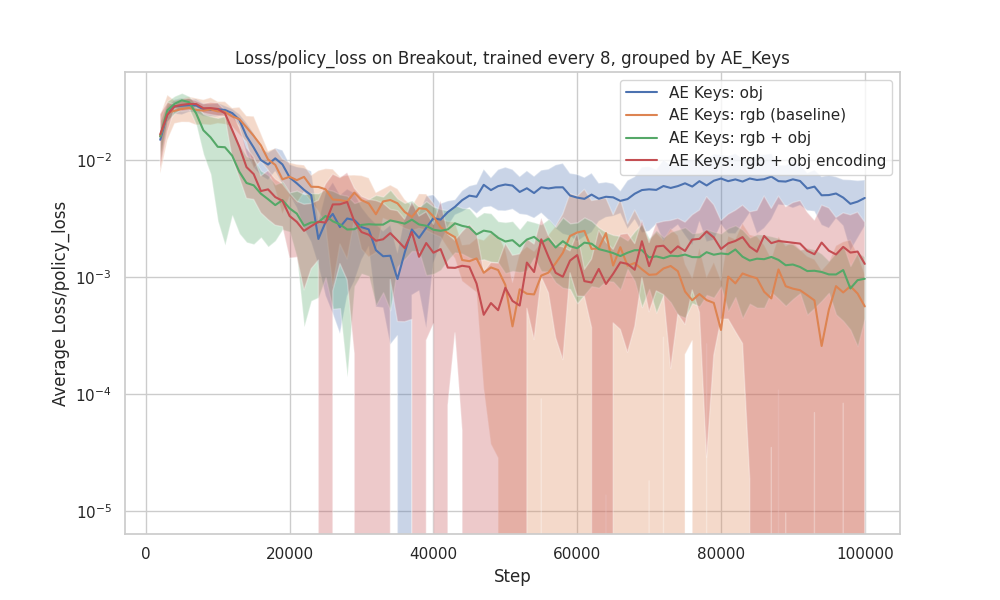 Loss/policy_loss on Breakout, trained every 8, grouped by AE_Keys
AE Keys: obj
AE Keys: rgb (baseline)
AE Keys: rgb + obj
AE Keys: rgb + obj encoding
Average Loss/policy_loss
10⁻²
10⁻³
10⁻⁴
10⁻⁵
0 20000 40000 60000 80000 100000
Step